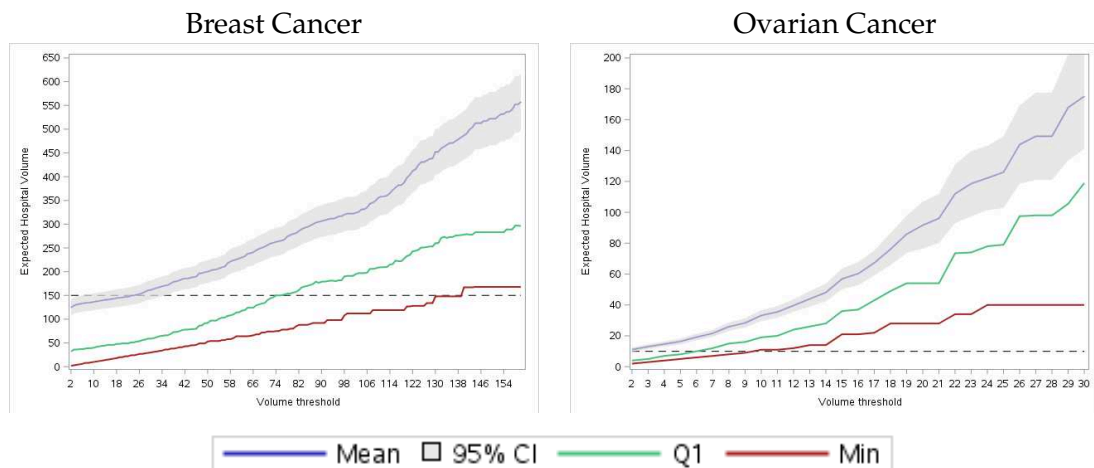 Breast Cancer
Ovarian Cancer
Expected Hospital Volume
650
600
550
500
450
400
350
300
250
200
150
100
50
0
2 10 18 26 34 42 50 58 66 74 82 90 98 106 114 122 130 138 146 154
Volume threshold
Expected Hospital Volume
200
180
160
140
120
100
80
60
40
20
0
2 3 4 5 6 7 8 9 10 11 12 13 14 15 16 17 18 19 20 21 22 23 24 25 26 27 28 29 30
Volume threshold
Mean 95% CI Q1 Min